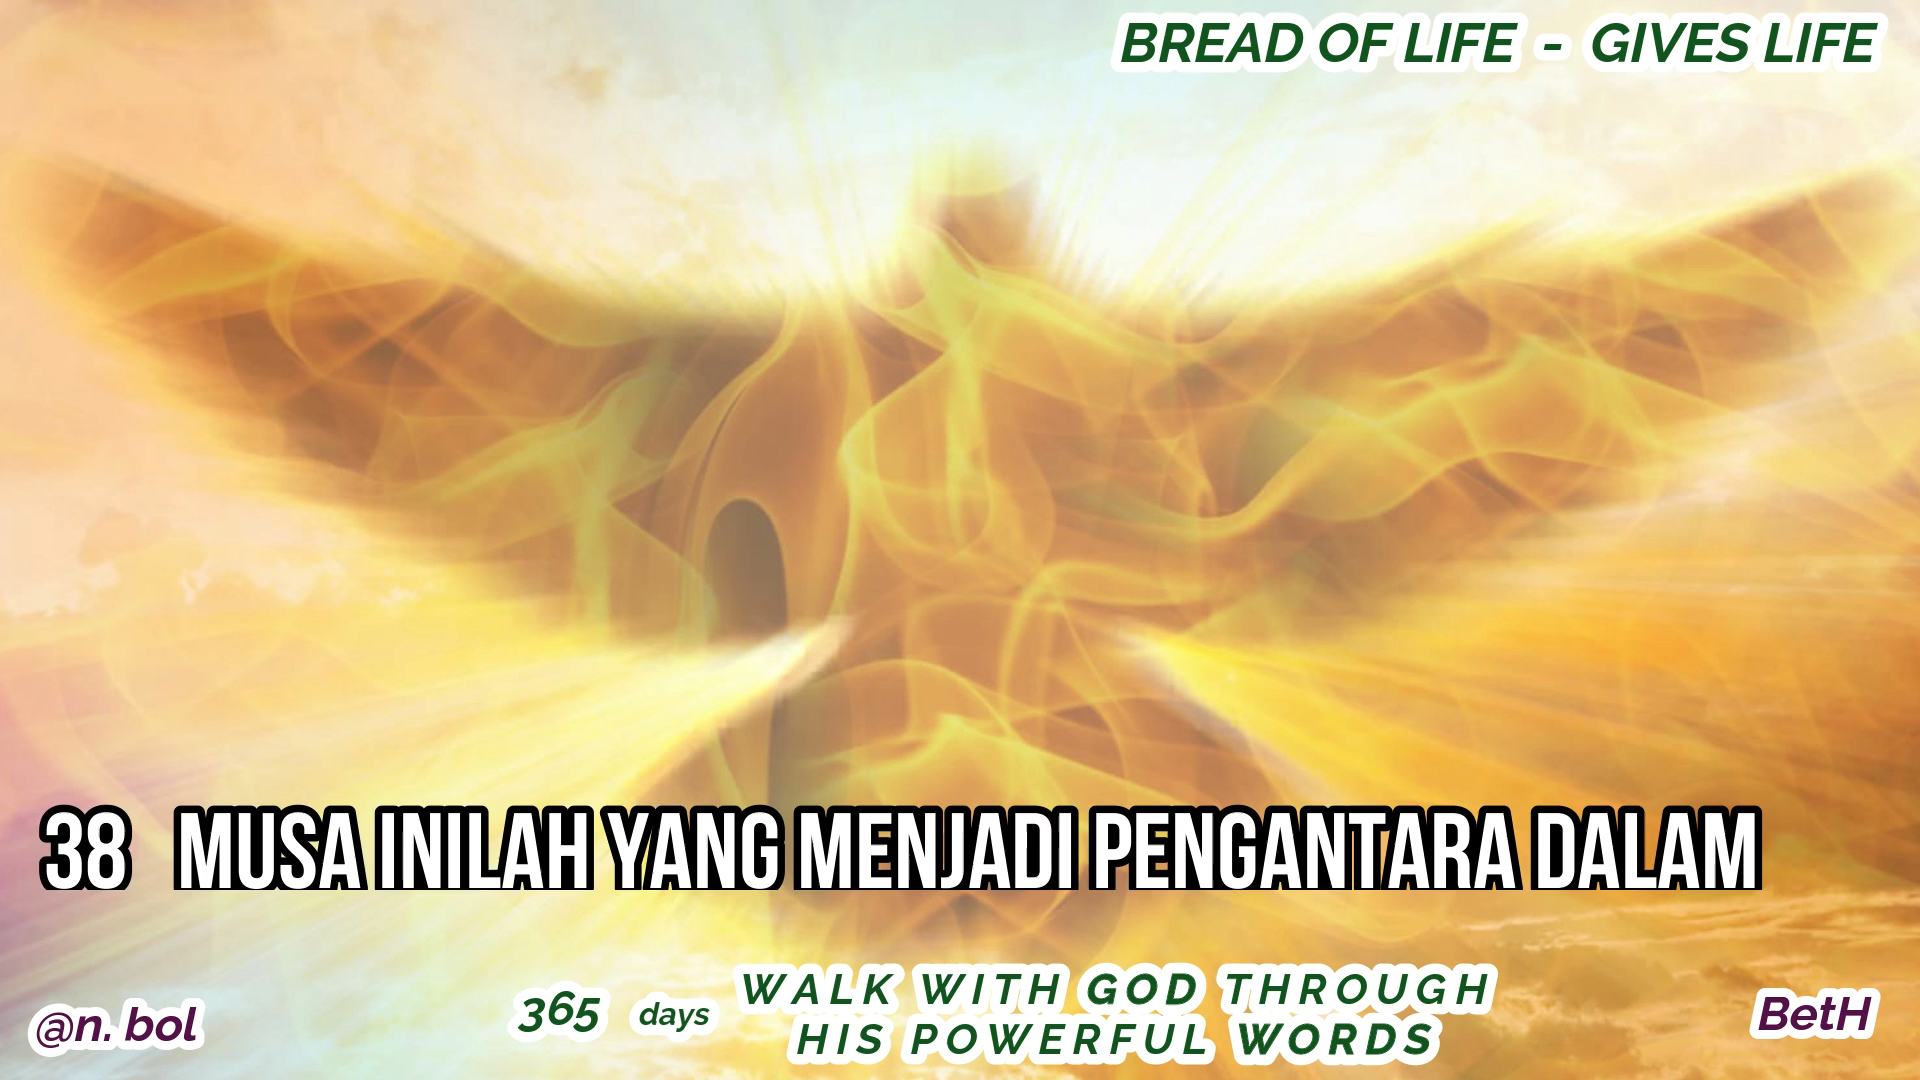 BREAD OF LIFE - GIVES LIFE
38 MUSA INILAH YANG MENJADI PENGANTARA DALAM
@n. bol
365 days
WALK WITH GOD THROUGH
HIS POWERFUL WORDS
BetH